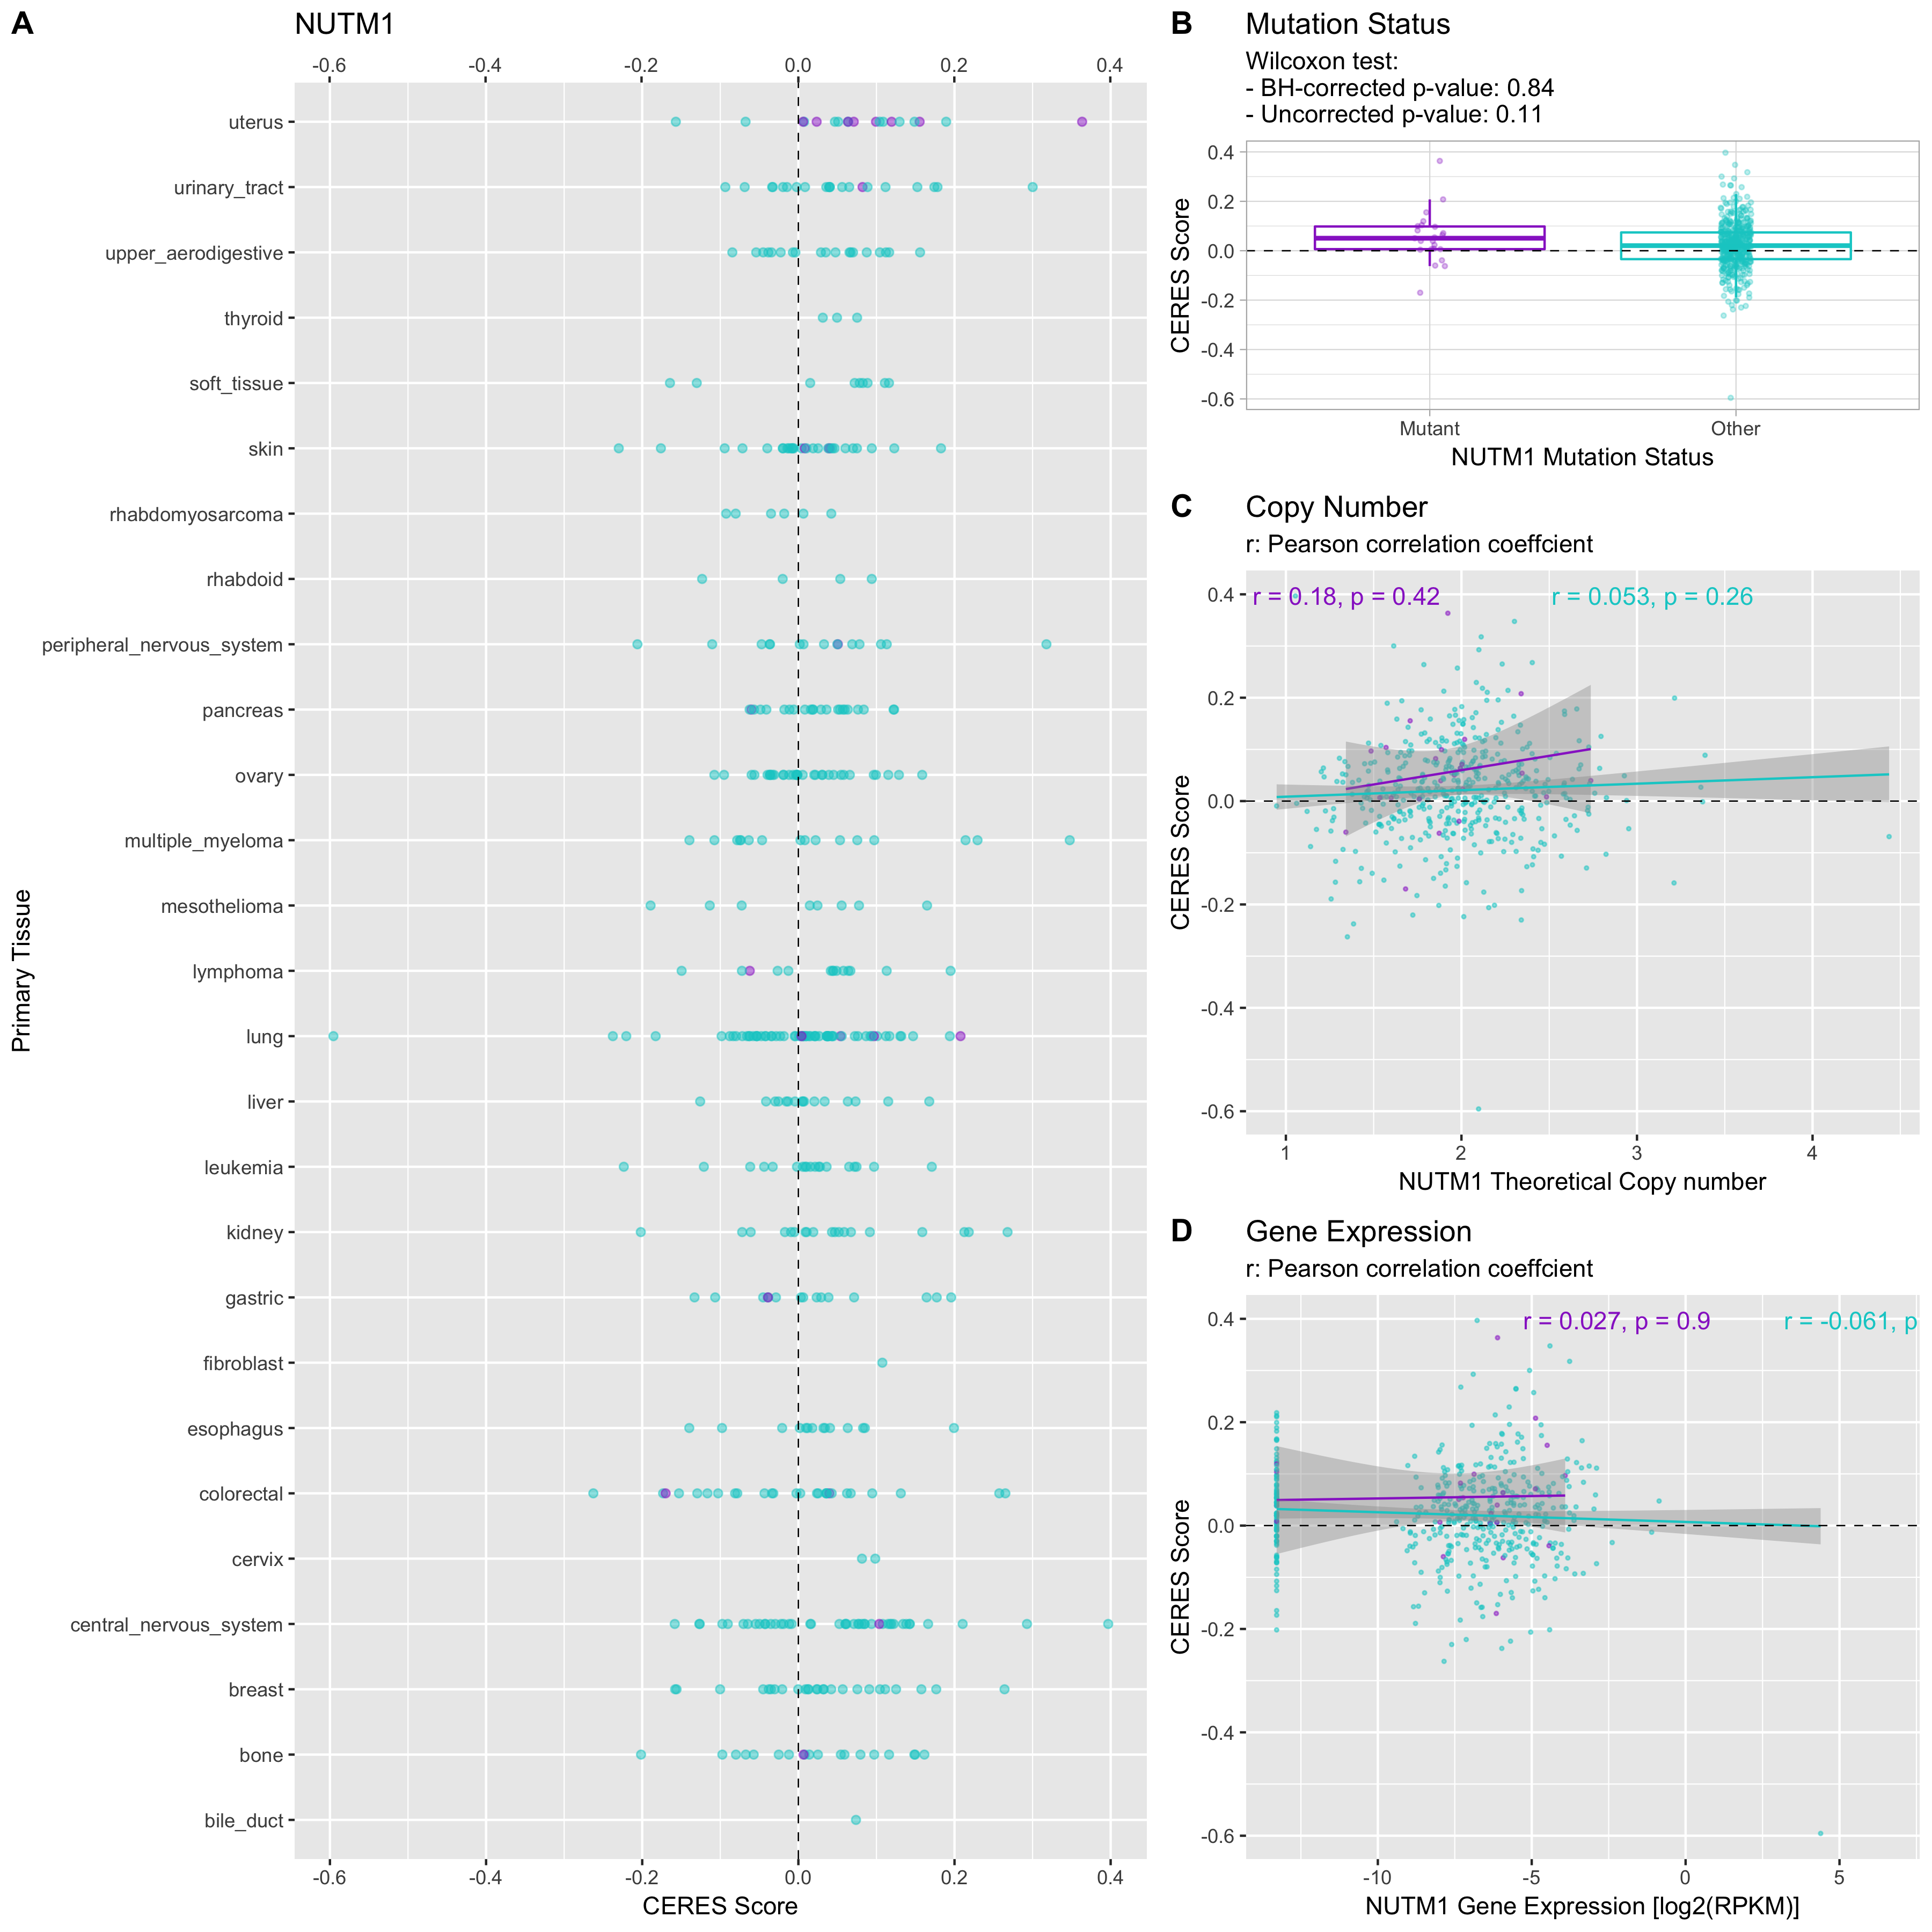 A
NUTM1
-0.6 -0.4 -0.2 0.0 0.2 0.4
Primary Tissue
uterus
urinary_tract
upper_aerodigestive
thyroid
soft_tissue
skin
rhabdomyosarcoma
rhabdoid
peripheral_nervous_system
pancreas
ovary
multiple_myeloma
mesothelioma
lymphoma
lung
liver
leukemia
kidney
gastric
fibroblast
esophagus
colorectal
cervix
central_nervous_system
breast
bone
bile_duct
-0.6 -0.4 -0.2 0.0 0.2 0.4
CERES Score
B
Mutation Status
Wilcoxon test:
- BH-corrected p-value: 0.84
- Uncorrected p-value: 0.11
CERES Score
0.4
0.2
0.0
-0.2
-0.4
-0.6
Mutant Other
NUTM1 Mutation Status
C
Copy Number
r: Pearson correlation coeffcient
r = 0.18, p = 0.42 r = 0.053, p = 0.26
CERES Score
0.4
0.2
0.0
-0.2
-0.4
-0.6
1 2 3 4
NUTM1 Theoretical Copy number
D
Gene Expression
r: Pearson correlation coeffcient
r = 0.027, p = 0.9 r = -0.061, p
CERES Score
0.4
0.2
0.0
-0.2
-0.4
-0.6
-10 -5 0 5
NUTM1 Gene Expression [log2(RPKM)]